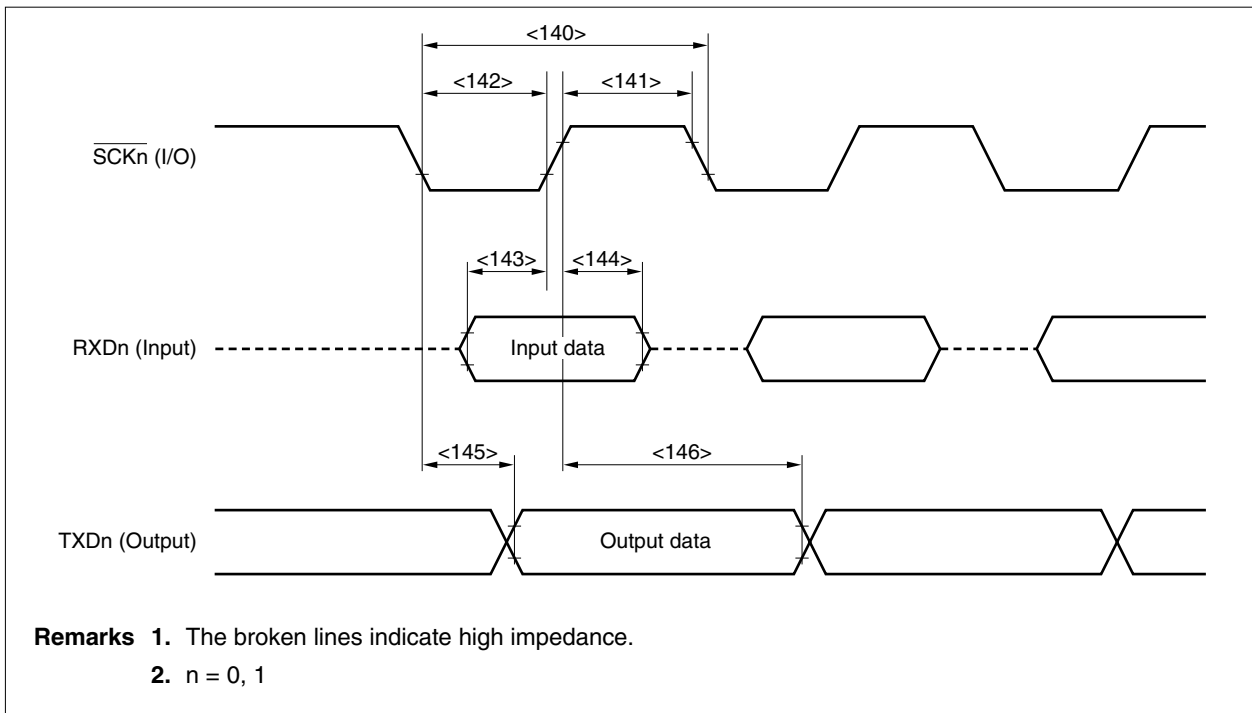 <140>
<142> <141>
SCKn (I/O)
<143> <144>
RXDn (Input) Input data
<145> <146>
TXDn (Output) Output data
Remarks 1. The broken lines indicate high impedance.
2. n = 0, 1